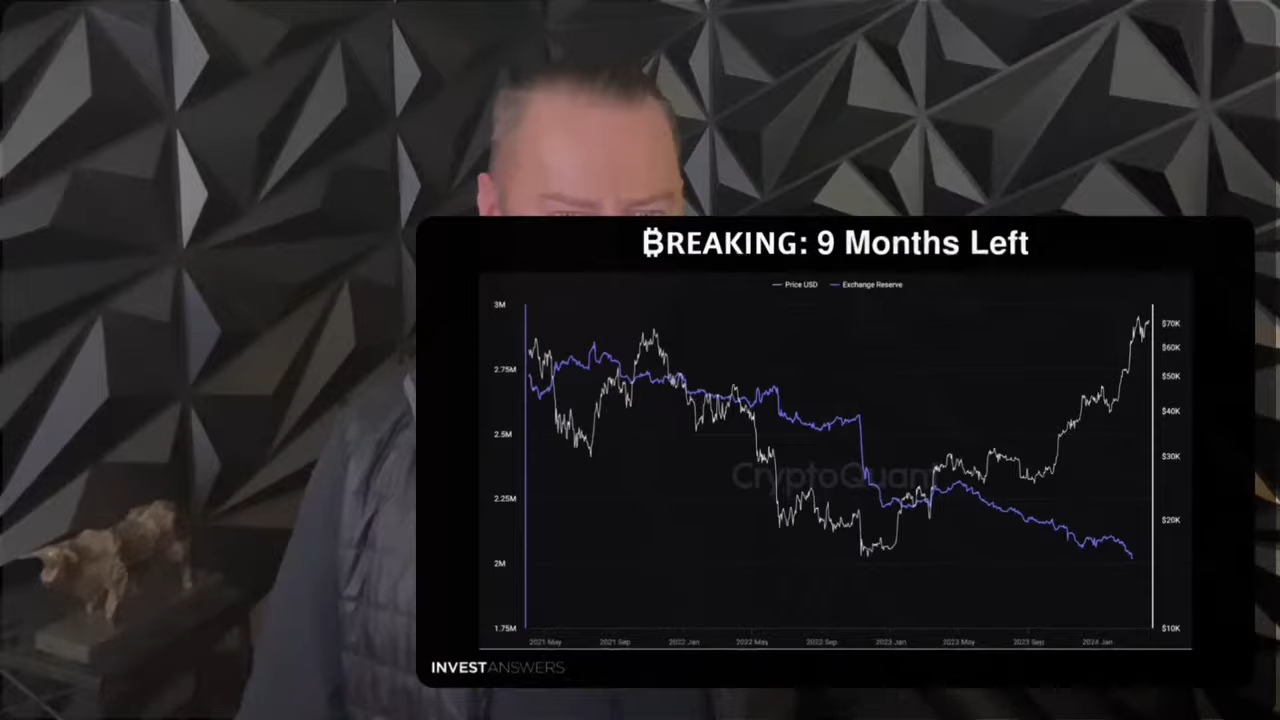 ₿REAKING: 9 Months Left
Price USD
Exchange Reserve
3M
2.75M
2.5M
2.25M
2M
1.75M
$70K
$60K
$50K
$40K
$30K
$20K
$10K
CryptoQuan
2021 May
2021 Sep
2022 Jan
2022 May
2022 Sep
2023 Jan
2023 May
2023 Sep
2024 Jan
INVESTANSWERS